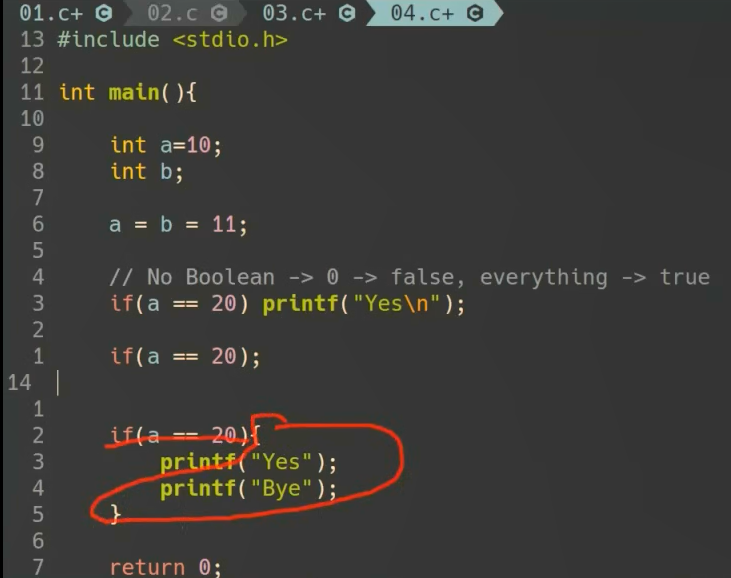 01.c+ C 02.c C 03.c+ C 04.c+ C
13 #include <stdio.h>
12
11 int main(){
10
9     int a=10;
8     int b;
7
6     a = b = 11;
5
4     // No Boolean -> 0 -> false, everything -> true
3     if(a == 20) printf("Yes\n");
2
1     if(a == 20);
14
1
2     if(a == 20){
3         printf("Yes");
4         printf("Bye");
5     }
6
7     return 0;